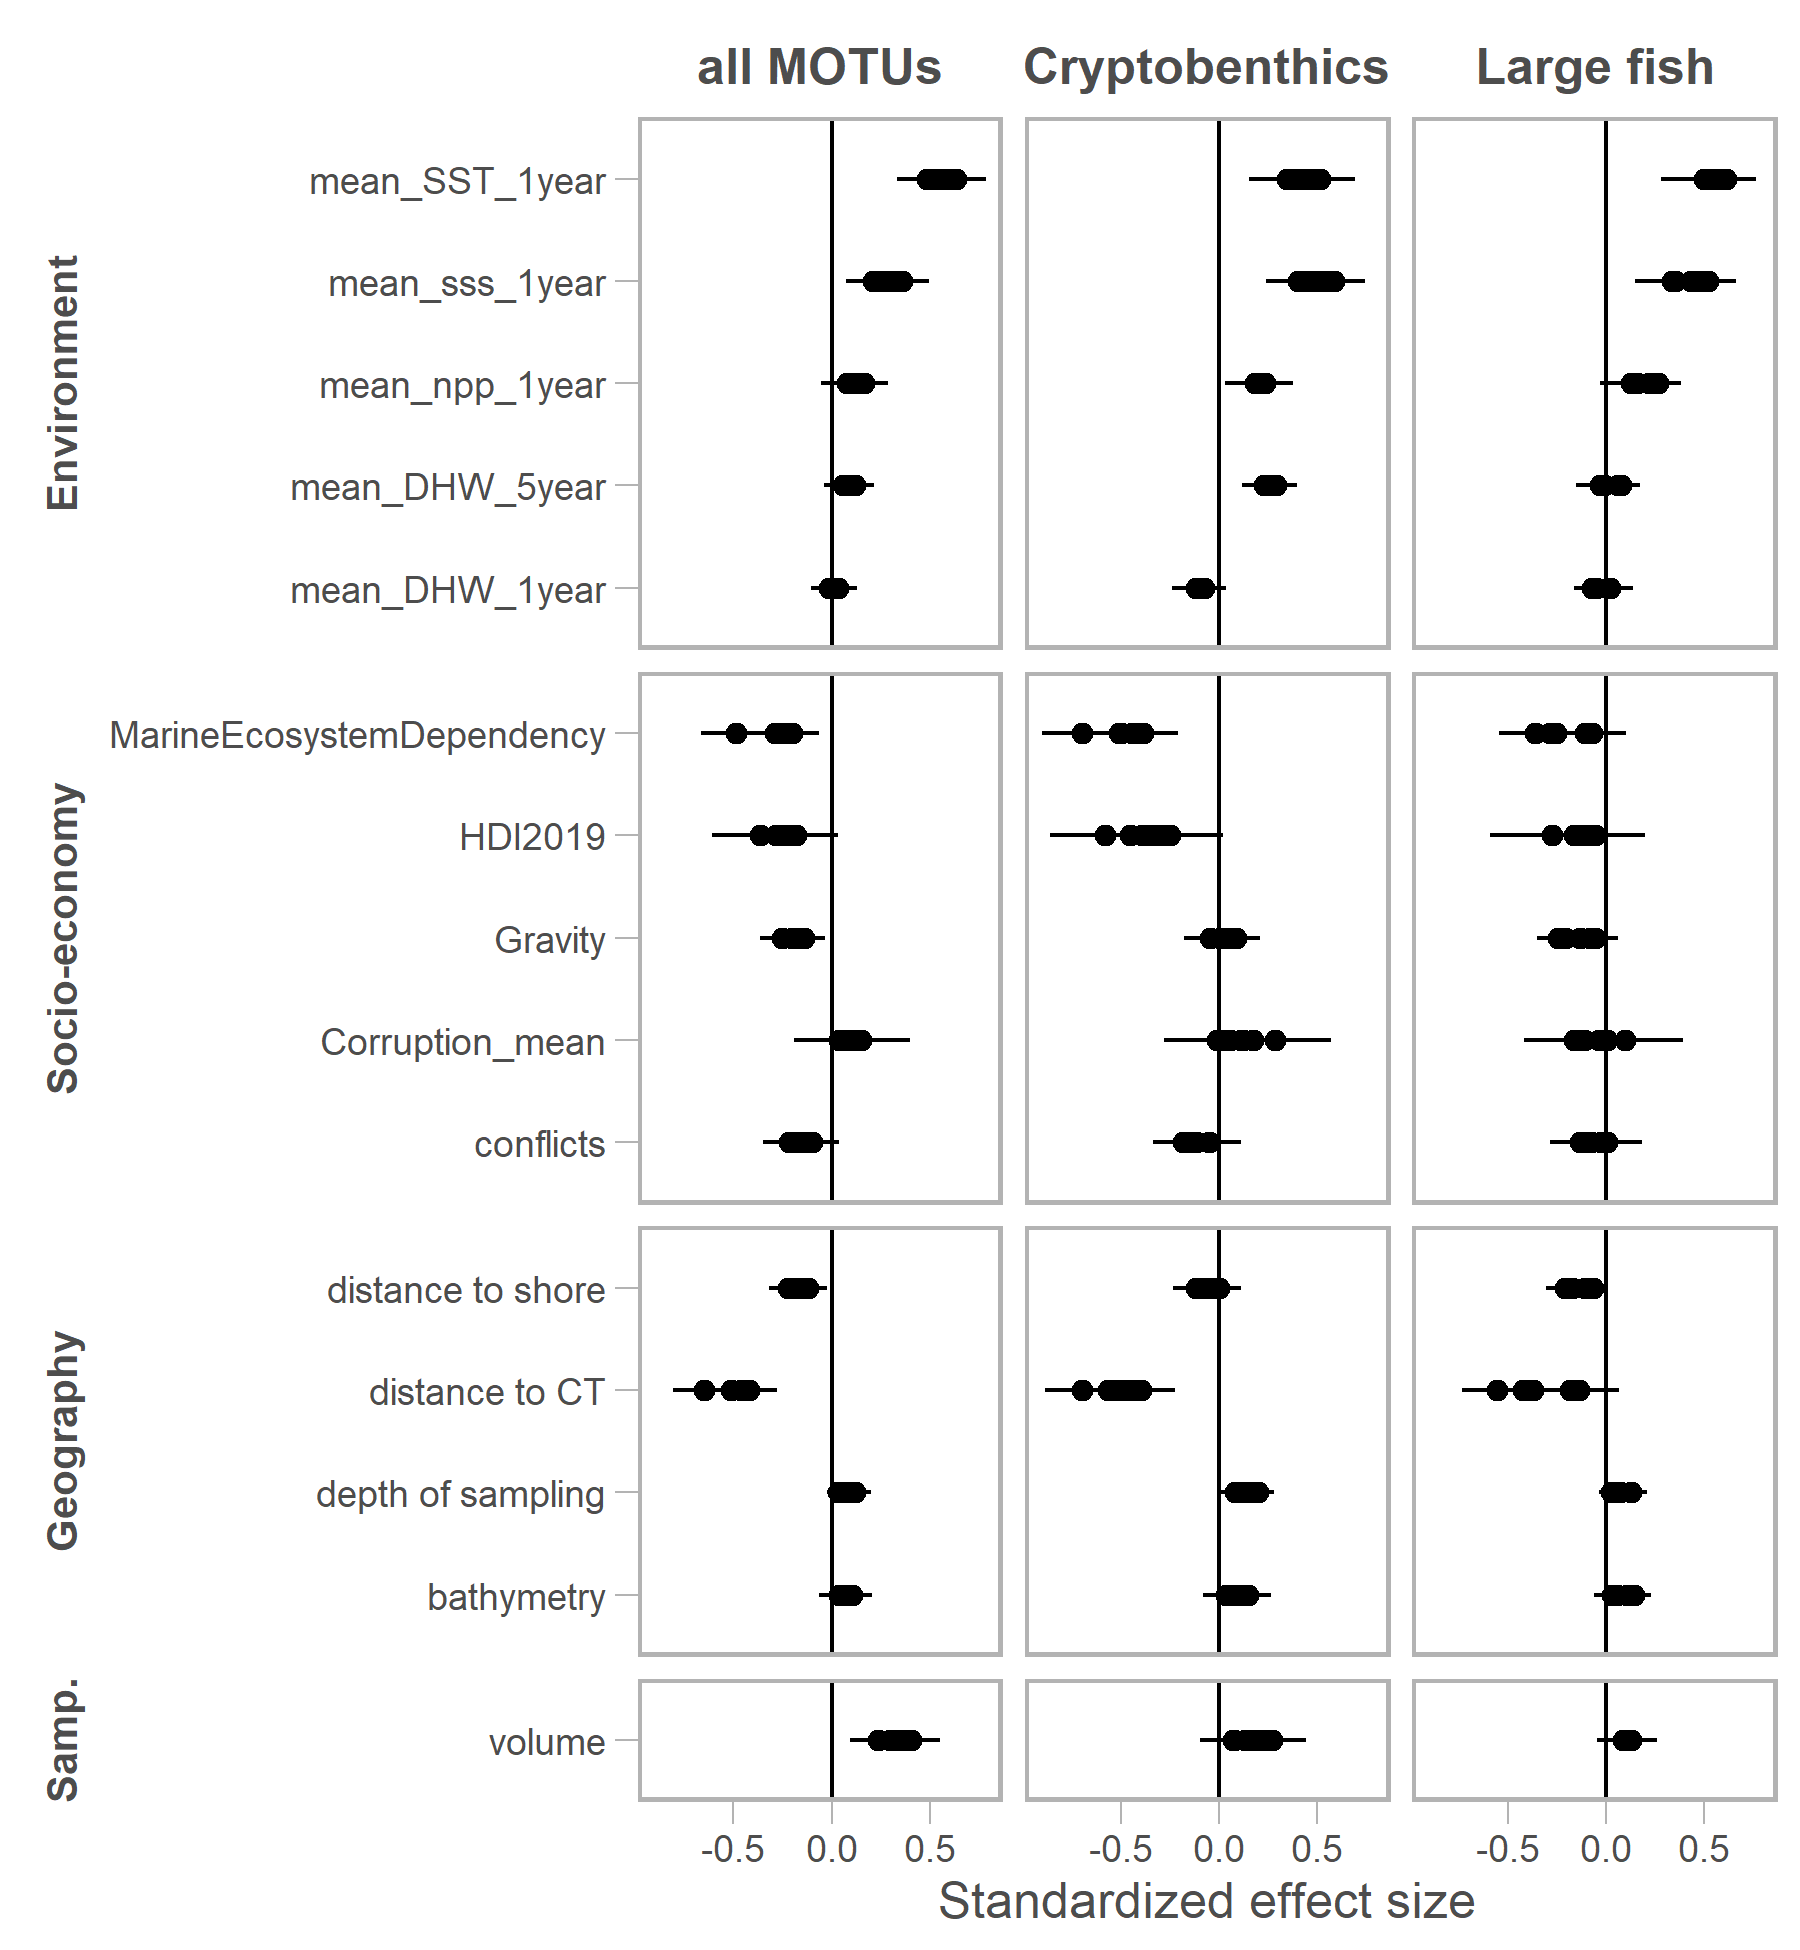 all MOTUs Cryptobenthics Large fish
Environment
mean_SST_1year
mean_sss_1year
mean_npp_1year
mean_DHW_5year
mean_DHW_1year
Socio-economy
MarineEcosystemDependency
HDI2019
Gravity
Corruption_mean
conflicts
Geography
distance to shore
distance to CT
depth of sampling
bathymetry
Samp.
volume
-0.5 0.0 0.5 -0.5 0.0 0.5 -0.5 0.0 0.5
Standardized effect size